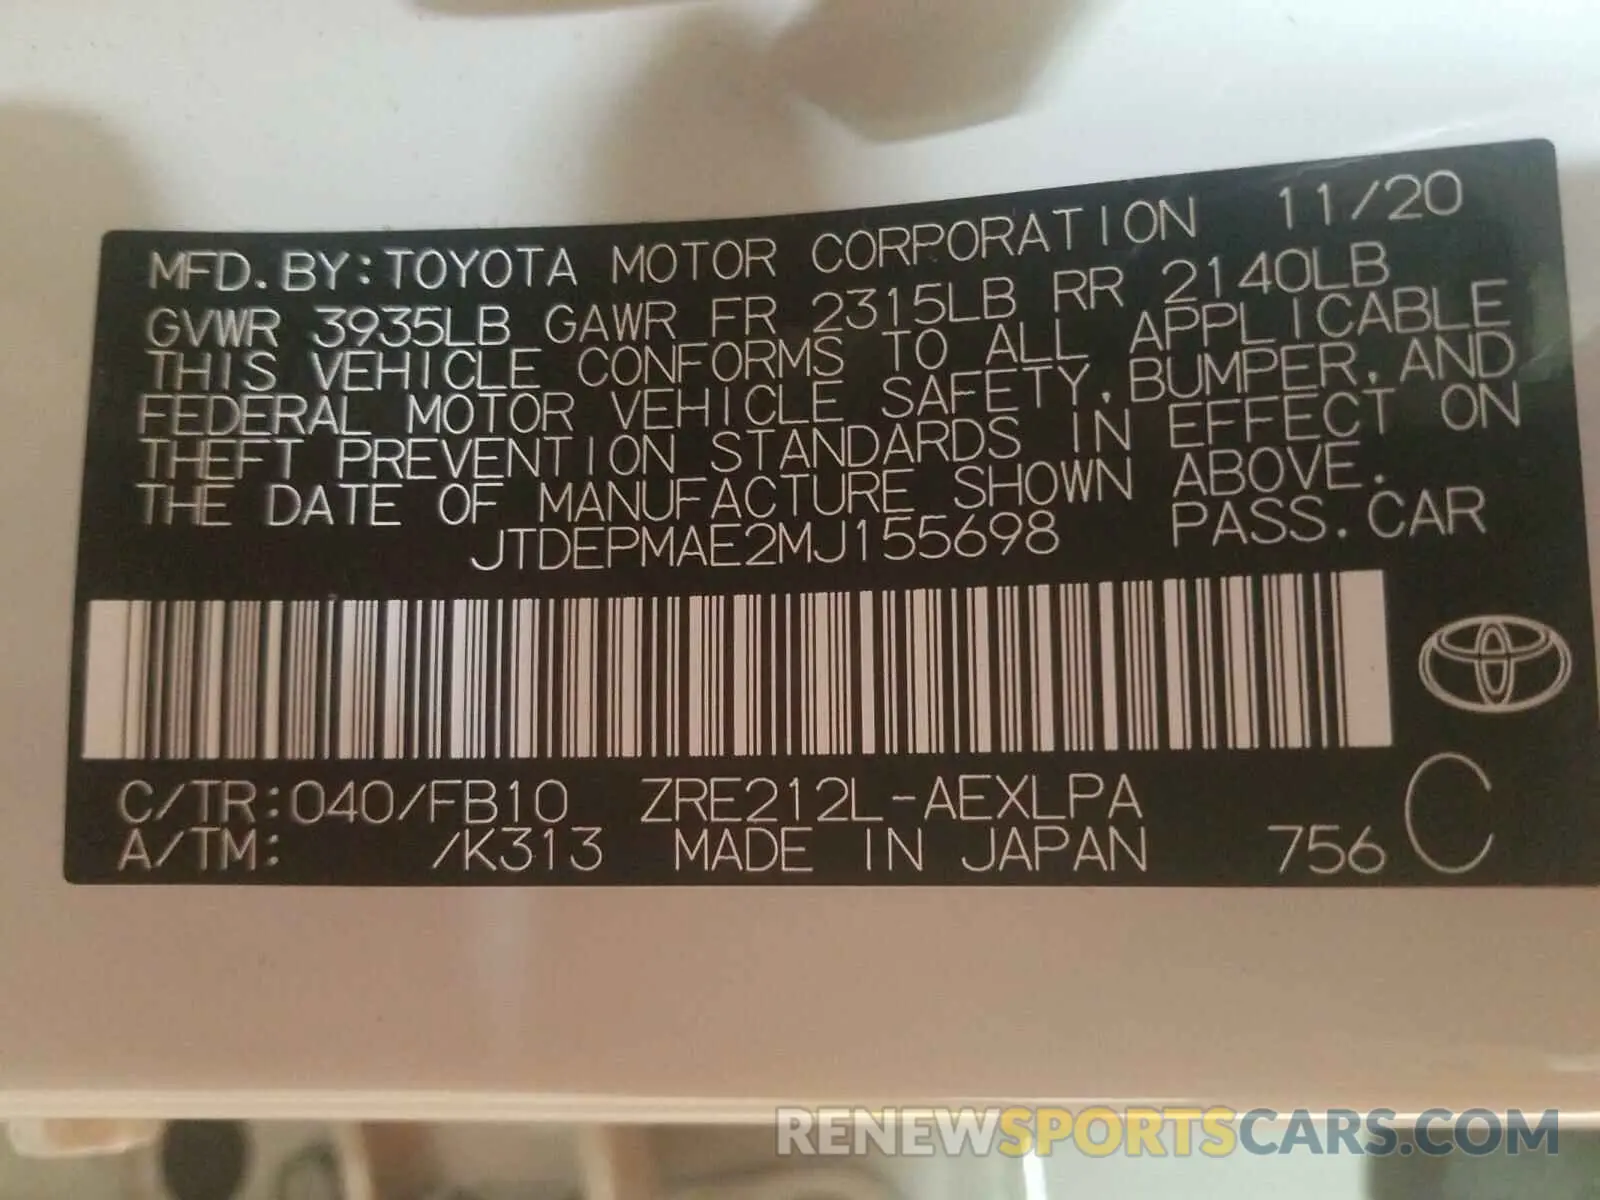 MFD. BY: TOYOTA MOTOR CORPORATION 11/20
GVWR 3935LB GAWR FR 2315LB RR 2140LB
THIS VEHICLE CONFORMS TO ALL APPLICABLE
FEDERAL MOTOR VEHICLE SAFETY, BUMPER, AND
THEFT PREVENTION STANDARDS IN EFFECT ON
THE DATE OF MANUFACTURE SHOWN ABOVE.
JTDEPMAE2MJ155698 PASS. CAR
C/TR: 040/FB10 ZRE212L-AEXLPA
A/TM: /K313 MADE IN JAPAN 756 C
RENEWSPORTSCARS.COM